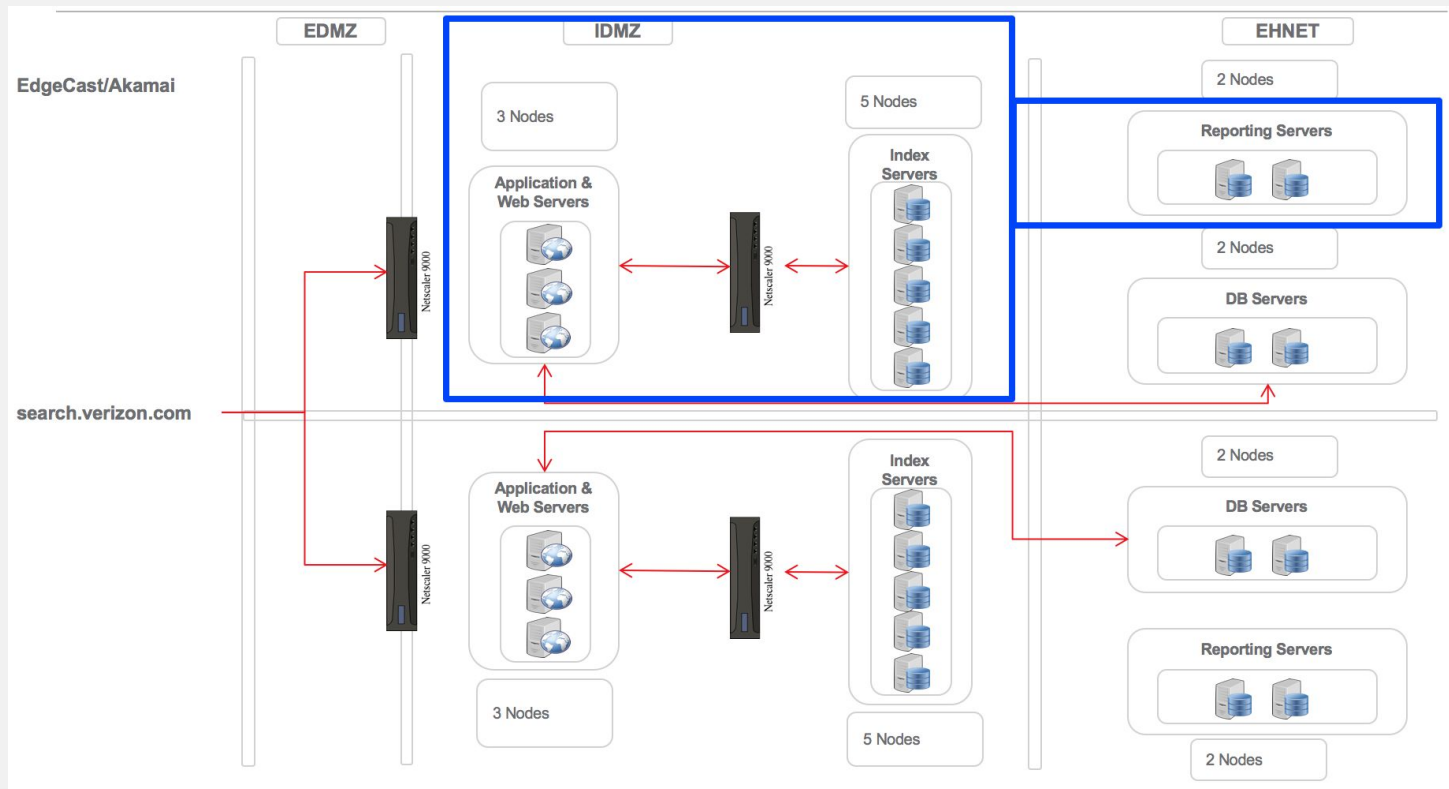 EDMZ
IDMZ
EHNET
EdgeCast/Akamai
2 Nodes
3 Nodes
5 Nodes
Reporting Servers
Index
Servers
Application &
Web Servers
Netscaler 9000
Netscaler 9000
2 Nodes
DB Servers
search.verizon.com
2 Nodes
Index
Servers
Application &
Web Servers
DB Servers
Netscaler 9000
Netscaler 9000
Reporting Servers
3 Nodes
5 Nodes
2 Nodes